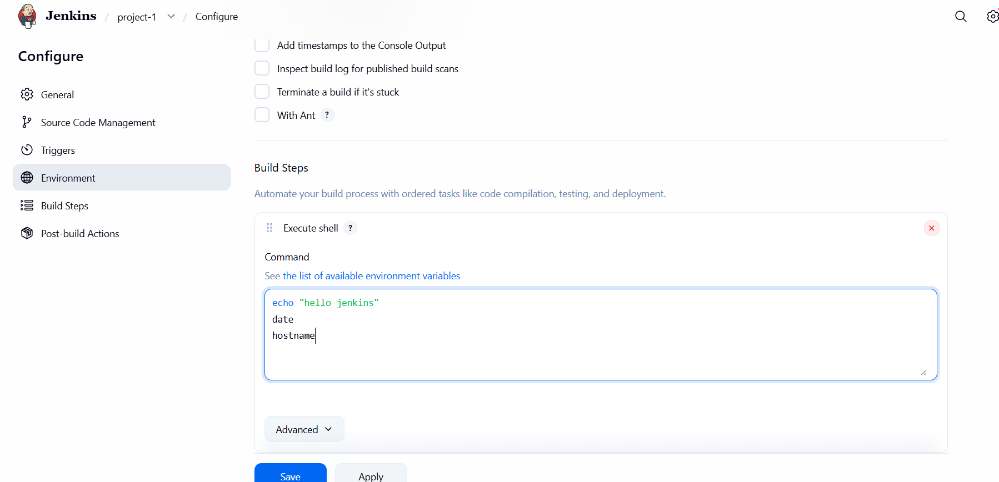 Jenkins / project-1 / Configure
Configure
General
Source Code Management
Triggers
Environment
Build Steps
Post-build Actions
Add timestamps to the Console Output
Inspect build log for published build scans
Terminate a build if it's stuck
With Ant ?
Build Steps
Automate your build process with ordered tasks like code compilation, testing, and deployment.
Execute shell ?
Command
See the list of available environment variables
echo "hello jenkins"
date
hostname
Advanced
Save Apply